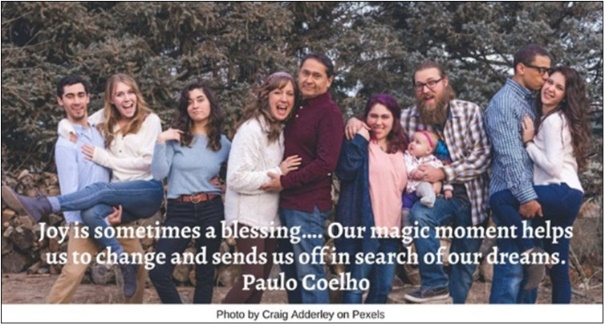 Joy is sometimes a blessing.... Our magic moment helps
us to change and sends us off in search of our dreams.
Paulo Coelho
Photo by Craig Adderley on Pexels